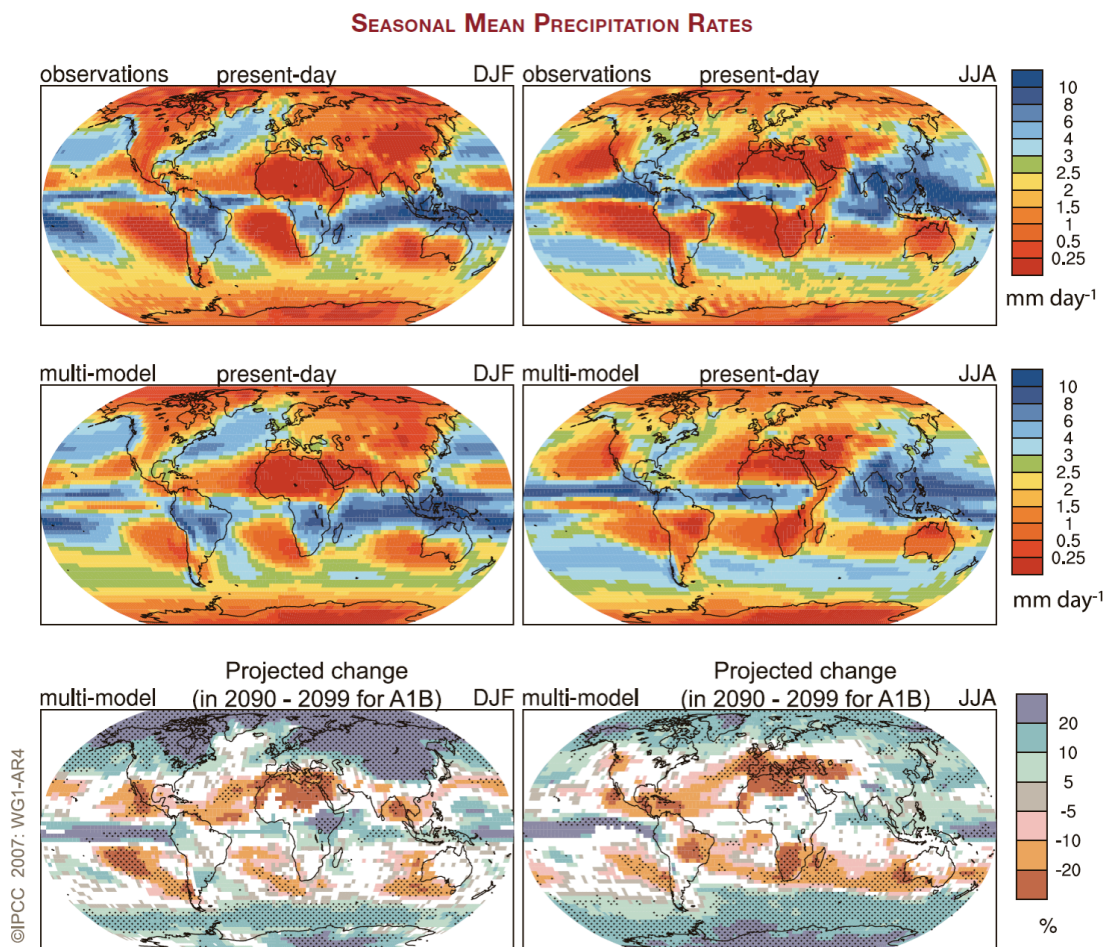 SEASONAL MEAN PRECIPITATION RATES
observations present-day DJF
observations present-day JJA
10
8
6
4
3
2.5
2
1.5
1
0.5
0.25
mm day-1
multi-model present-day DJF
multi-model present-day JJA
10
8
6
4
3
2.5
2
1.5
1
0.5
0.25
mm day-1
Projected change
multi-model (in 2090 - 2099 for A1B) DJF
Projected change
multi-model (in 2090 - 2099 for A1B) JJA
20
10
5
-5
-10
-20
%
©IPCC 2007: WG1-AR4